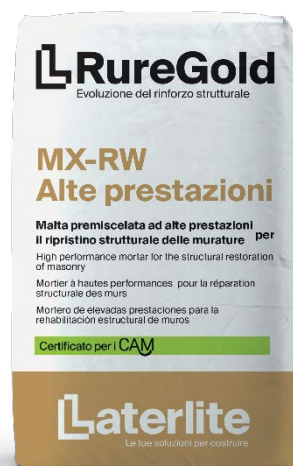 RureGold
Evoluzione del rinforzo strutturale
MX-RW
Alte prestazioni
Malta premiscelata ad alte prestazioni per
il ripristino strutturale delle murature
High performance mortar for the structural restoration
of masonry
Mortier à hautes performances pour la réparation
structurale des murs
Mortero de elevadas prestaciones para la
rehabilitación estructural de muros
Certificato per i CAM
Laterlite
Le tue soluzioni per costruire